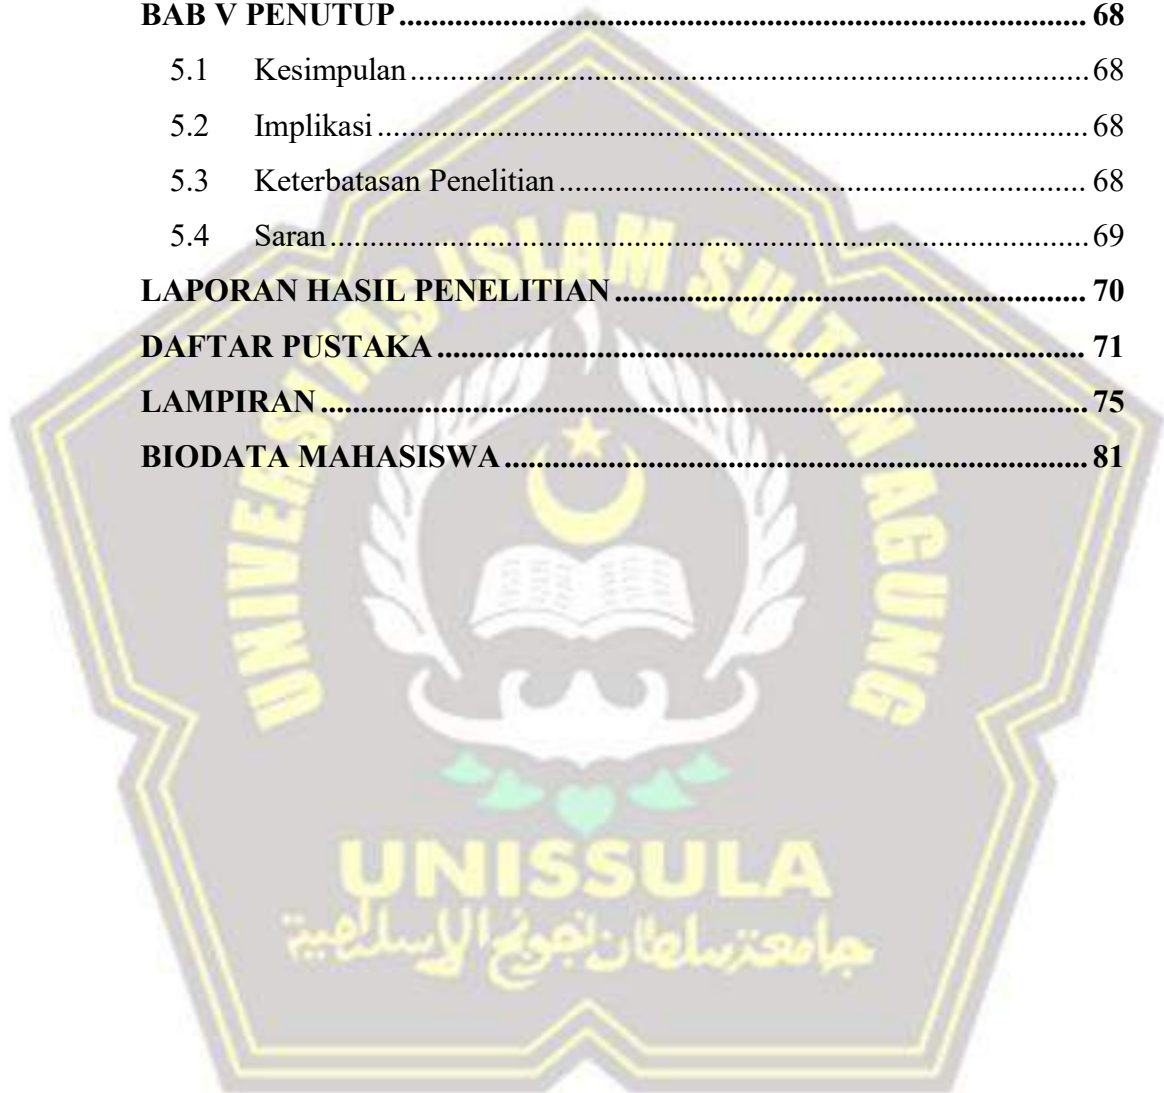 BAB V PENUTUP ........................................................................................ 68
5.1 Kesimpulan ....................................................................................... 68
5.2 Implikasi ........................................................................................... 68
5.3 Keterbatasan Penelitian .................................................................... 68
5.4 Saran ................................................................................................. 69
LAPORAN HASIL PENELITIAN ............................................................ 70
DAFTAR PUSTAKA ................................................................................... 71
LAMPIRAN .................................................................................................. 75
BIODATA MAHASISWA .......................................................................... 81
UNIVERSITAS ISLAM SULTAN AGUNG
UNISSULA
جامعة سلطان أجونج الإسلامية